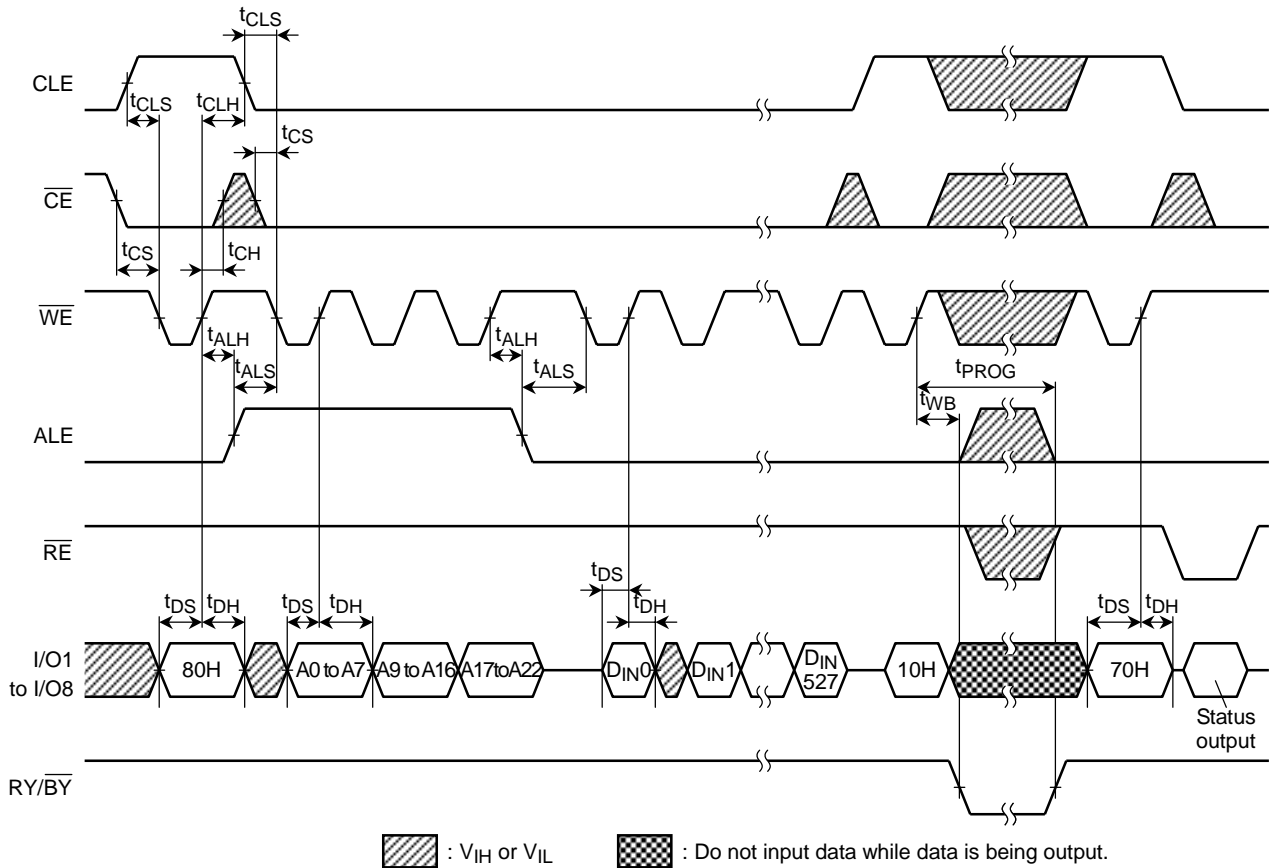 tCLS
CLE
tCLS
tCLH
tCS
CE
tCS
tCH
WE
tALH
tALS
tALH
tALS
tPROG
tWB
ALE
RE
tDS
tDH
tDS
tDH
tDS
tDH
tDS
tDH
I/O1
to I/O8
80H
A0 to A7
A9 to A16
A17 to A22
DIN0
DIN1
DIN
527
10H
70H
Status
output
RY/BY
: VIH or VIL
: Do not input data while data is being output.